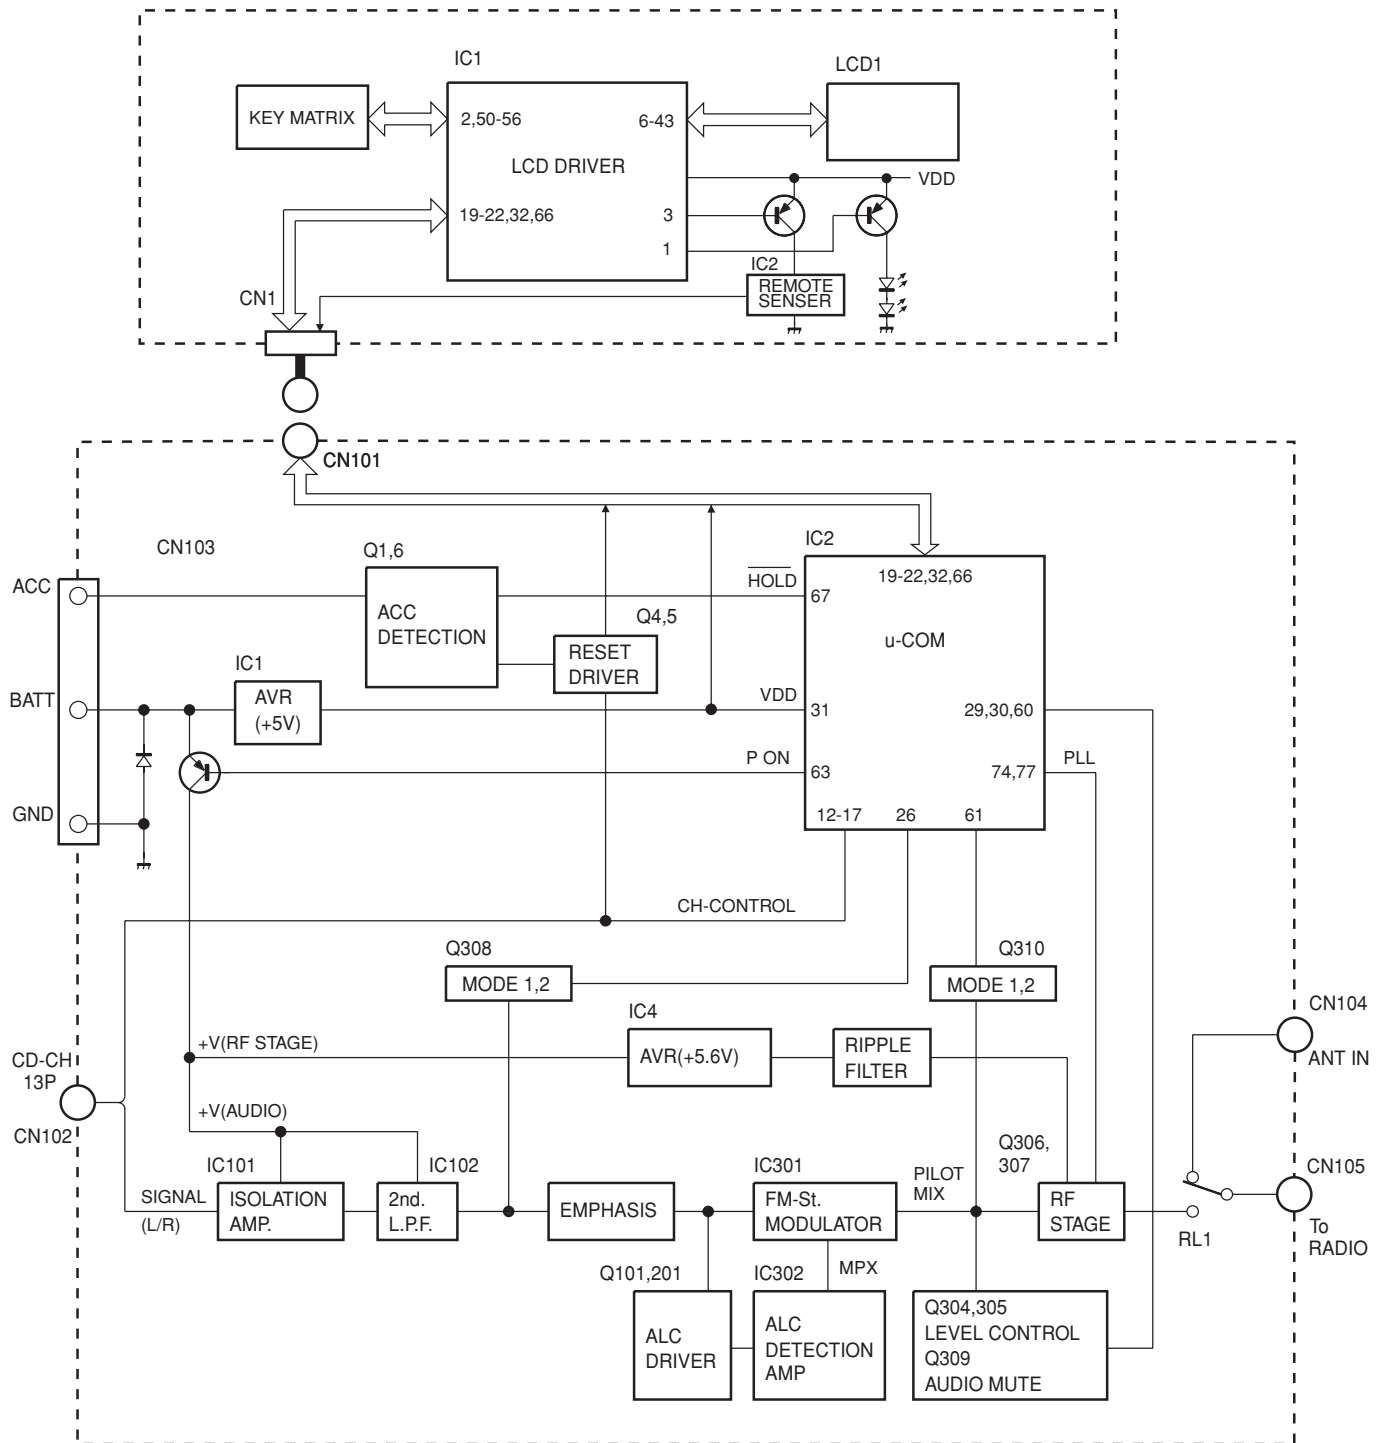 IC1
LCD1
KEY MATRIX
2,50-56
6-43
LCD DRIVER
VDD
19-22,32,66
3
1
IC2
REMOTE
SENSER
CN1
CN101
CN103
Q1,6
IC2
ACC
ACC
DETECTION
HOLD
67
19-22,32,66
Q4,5
u-COM
RESET
DRIVER
IC1
BATT
AVR
(+5V)
VDD
31
29,30,60
P ON
63
74,77
PLL
GND
12-17
26
61
CH-CONTROL
Q308
Q310
MODE 1,2
MODE 1,2
CN104
IC4
+V(RF STAGE)
AVR(+5.6V)
RIPPLE
FILTER
ANT IN
CD-CH
13P
CN102
+V(AUDIO)
Q306,
307
IC101
IC102
IC301
PILOT
MIX
CN105
SIGNAL
(L/R)
ISOLATION
AMP.
2nd.
L.P.F.
EMPHASIS
FM-St.
MODULATOR
RF
STAGE
RL1
To
RADIO
Q101,201
IC302
MPX
ALC
DRIVER
ALC
DETECTION
AMP
Q304,305
LEVEL CONTROL
Q309
AUDIO MUTE